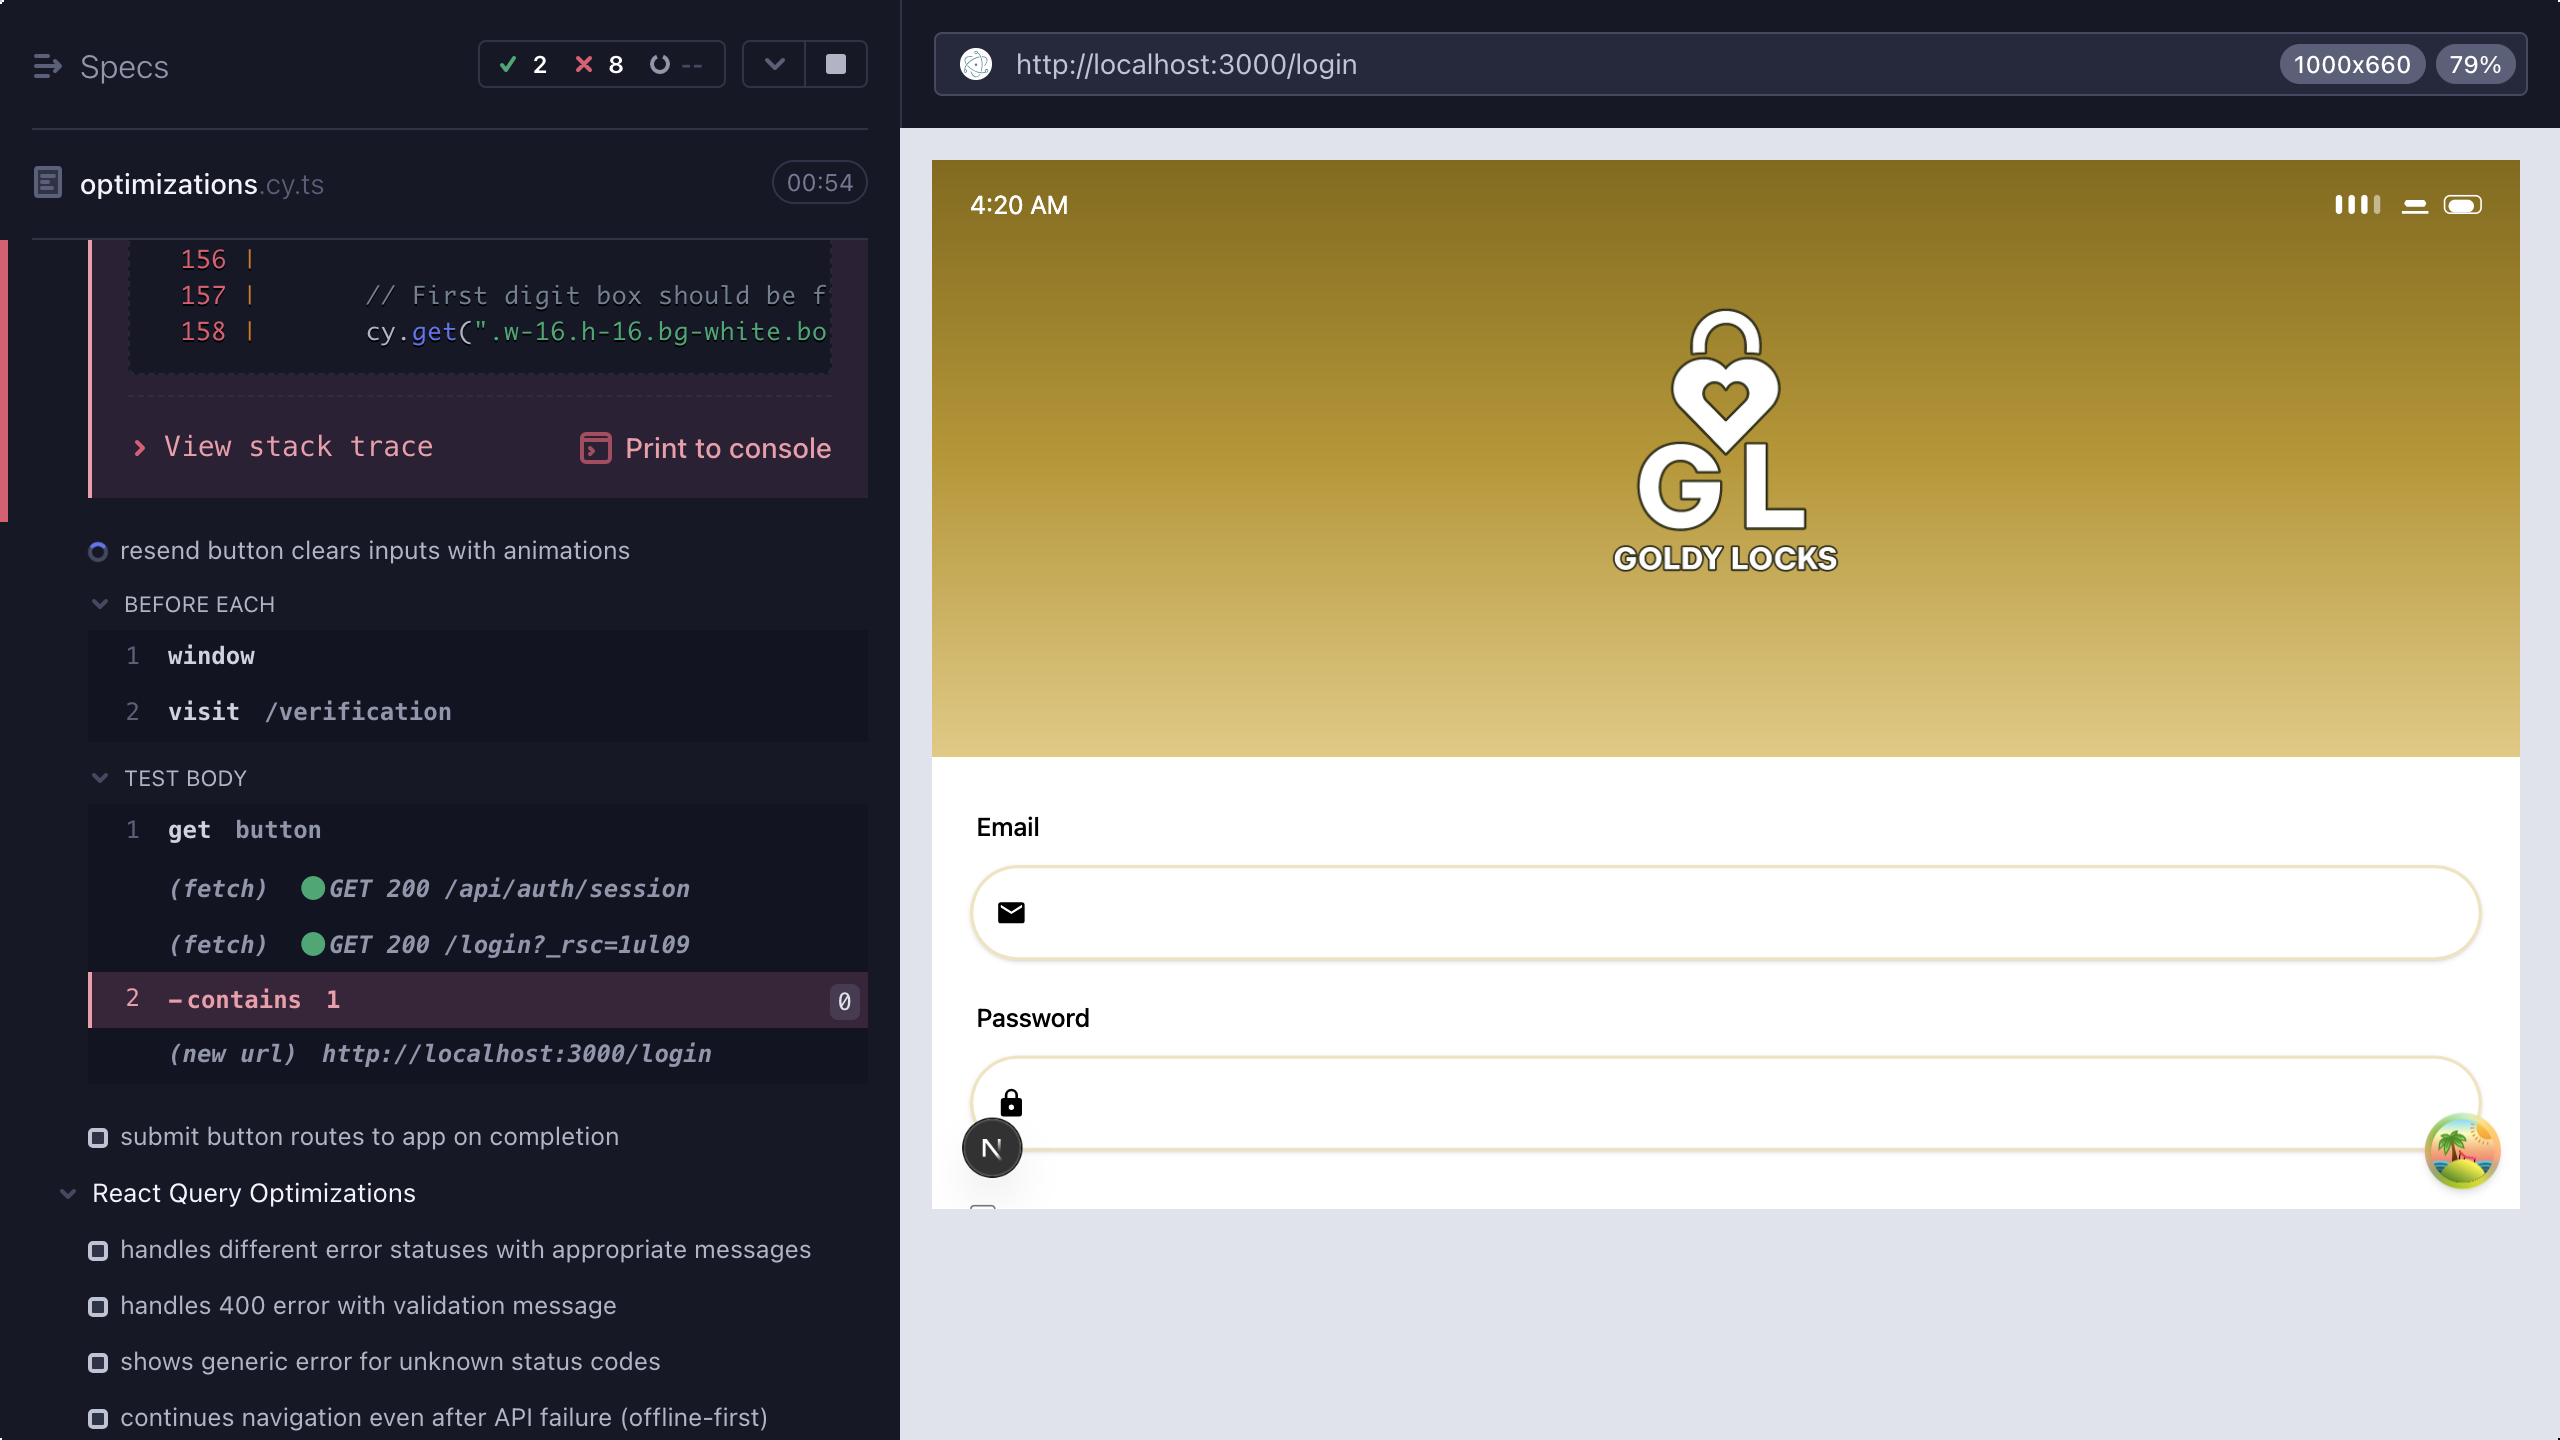 Specs
2
8
--
optimizations.cy.ts
00:54
156 |
157 | // First digit box should be f
158 | cy.get(".w-16.h-16.bg-white.bo
View stack trace
Print to console
resend button clears inputs with animations
BEFORE EACH
1 window
2 visit /verification
TEST BODY
1 get button
(fetch) GET 200 /api/auth/session
(fetch) GET 200 /login?_rsc=1ul09
2 -contains 1 0
(new url) http://localhost:3000/login
submit button routes to app on completion
React Query Optimizations
handles different error statuses with appropriate messages
handles 400 error with validation message
shows generic error for unknown status codes
continues navigation even after API failure (offline-first)
http://localhost:3000/login
1000x660
79%
4:20 AM
GL
GOLDY LOCKS
Email
Password
N